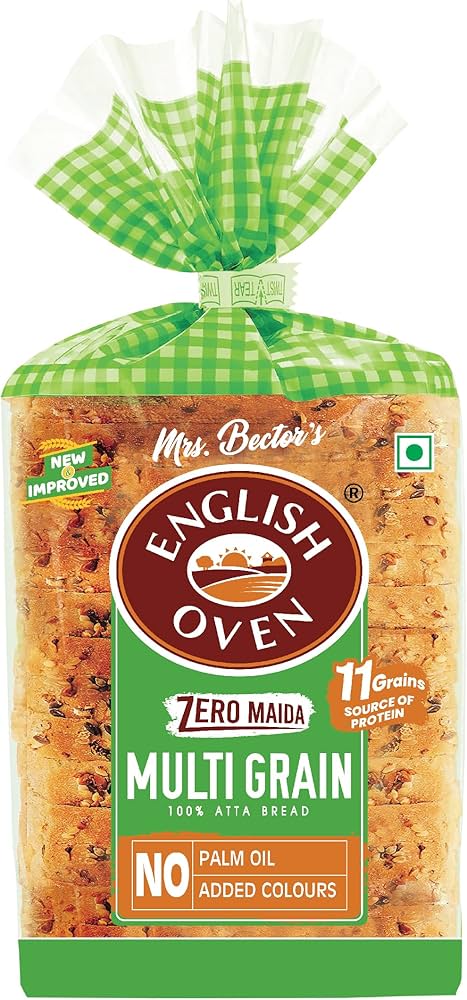 TWIST TEAR TWIS
Mrs. Bector's
NEW
&
IMPROVED
®
ENGLISH
OVEN
11 Grains
SOURCE OF
PROTEIN
ZERO MAIDA
MULTI GRAIN
100% ATTA BREAD
NO
PALM OIL
ADDED COLOURS